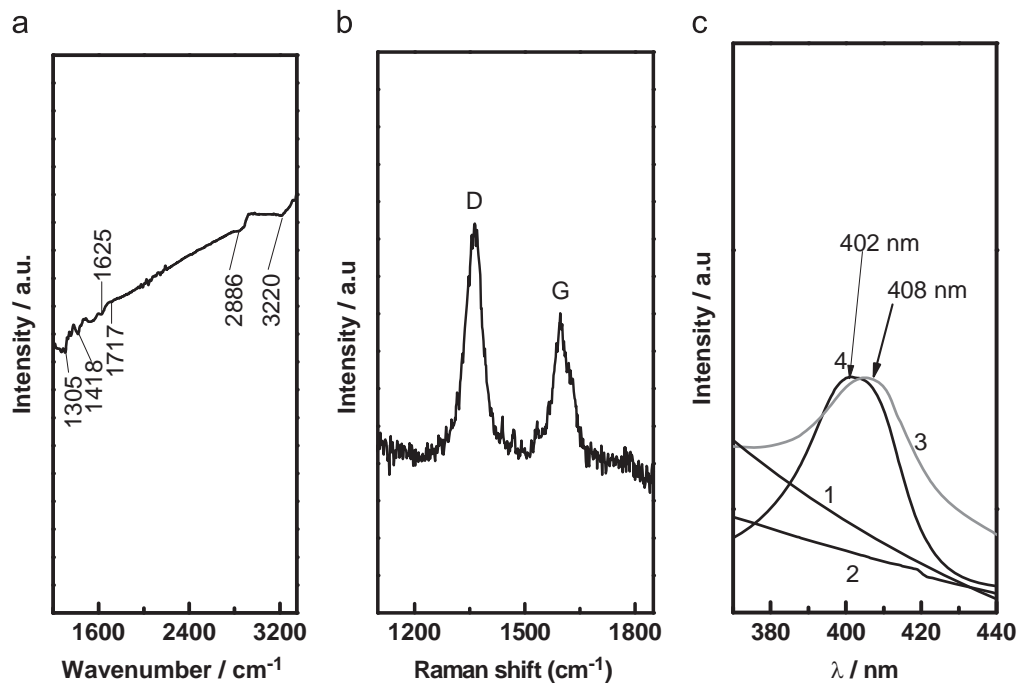 a
Intensity / a.u.
1305
1418
1625
1717
2886
3220
1600 2400 3200
Wavenumber / cm-1
b
Intensity / a.u
D
G
1200 1500 1800
Raman shift (cm-1)
c
Intensity / a.u
402 nm
408 nm
4
3
1
2
380 400 420 440
λ / nm